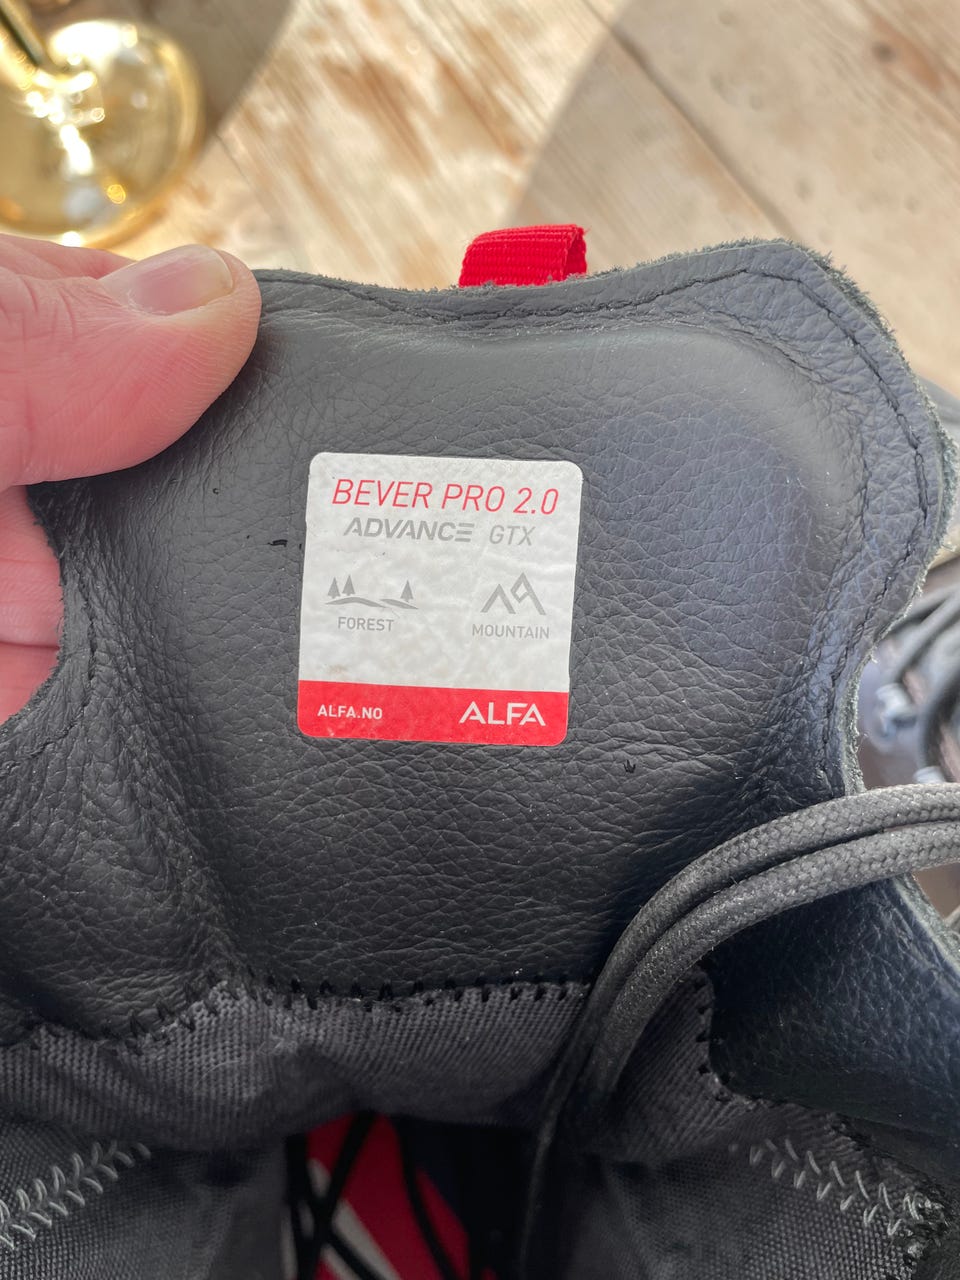 BEVER PRO 2.0
ADVANCE GTX
FOREST MOUNTAIN
ALFA.NO ALFA